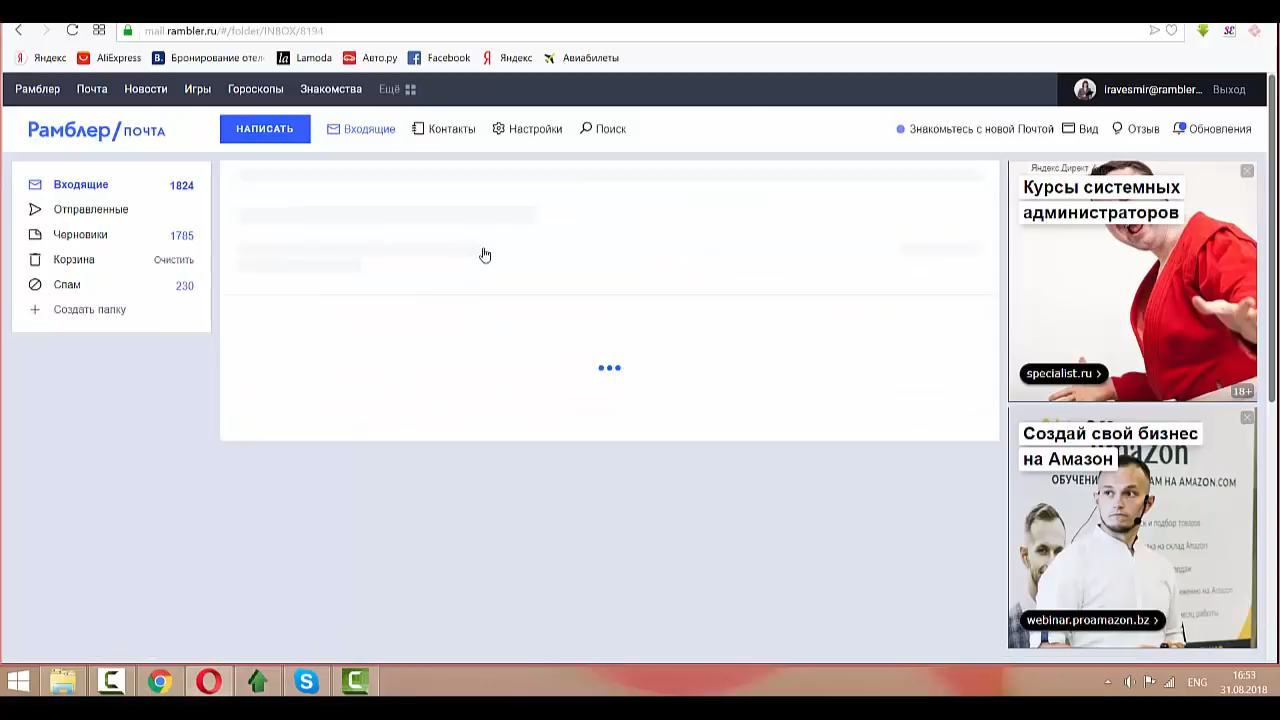 mail.rambler.ru/#/folder/INBOX/8194
Яндекс AliExpress Бронирование отел Lamoda Авто.ру Facebook Яндекс Авиабилеты
Рамблер Почта Новости Игры Гороскопы Знакомства Ещё
iravesmir@rambler... Выход
Рамблер/ПОЧТА
НАПИСАТЬ Входящие Контакты Настройки Поиск
Знакомьтесь с новой Почтой Вид Отзыв Обновления
Входящие 1824
Отправленные
Черновики 1785
Корзина Очистить
Спам 230
Создать папку
Яндекс.Директ
Курсы системных
администраторов
specialist.ru >
18+
Создай свой бизнес
на Амазон
webinar.proamazon.bz >
ENG
16:53
31.08.2018